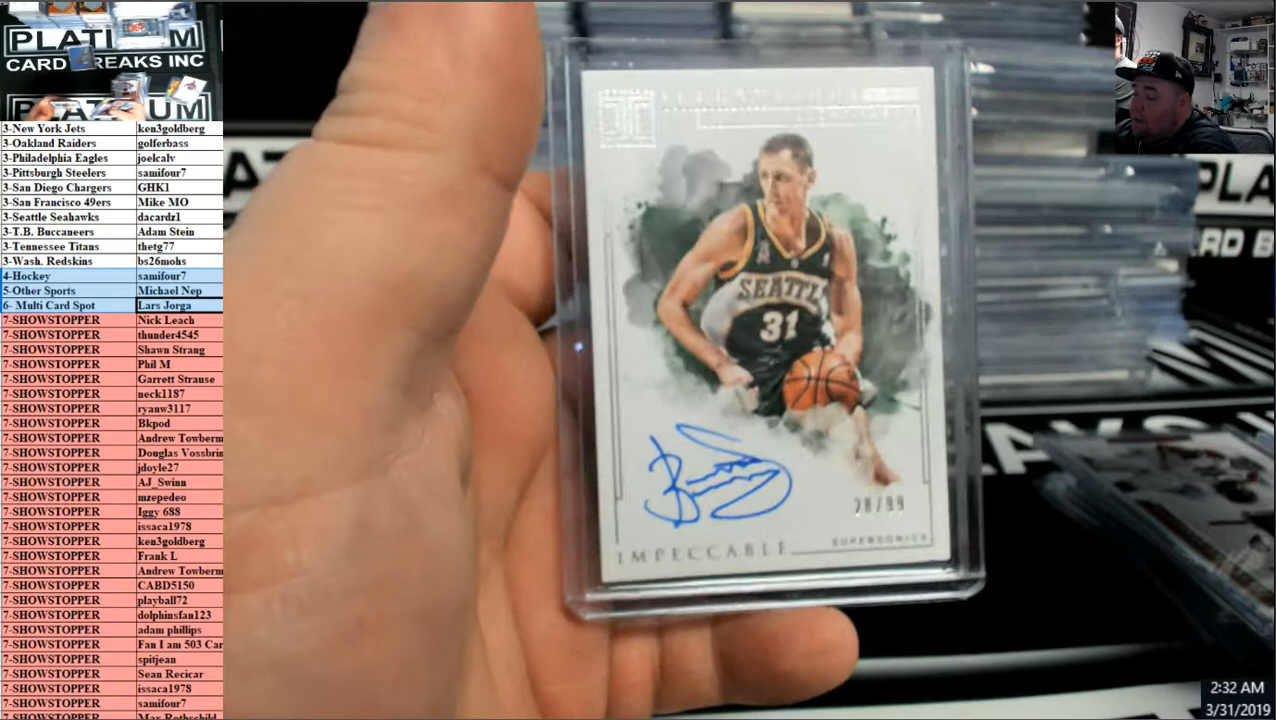 PLATINUM
CARD BREAKS INC
PLATINUM
3-New York Jets ken3goldberg
3-Oakland Raiders golferbass
3-Philadelphia Eagles joelcalv
3-Pittsburgh Steelers samifour7
3-San Diego Chargers GHK1
3-San Francisco 49ers Mike MO
3-Seattle Seahawks dacardz1
3-T.B. Buccaneers Adam Stein
3-Tennessee Titans thetg77
3-Wash. Redskins bs26mohs
4-Hockey samifour7
5-Other Sports Michael Nep
6- Multi Card Spot Lars Jorga
7-SHOWSTOPPER Nick Leach
7-SHOWSTOPPER thunder4545
7-SHOWSTOPPER Shawn Strang
7-SHOWSTOPPER Phil M
7-SHOWSTOPPER Garrett Strause
7-SHOWSTOPPER neck1187
7-SHOWSTOPPER ryanw3117
7-SHOWSTOPPER Bkpod
7-SHOWSTOPPER Andrew Towberm
7-SHOWSTOPPER Douglas Vossbrin
7-SHOWSTOPPER jdoyle27
7-SHOWSTOPPER AJ_Swinn
7-SHOWSTOPPER mzepedeo
7-SHOWSTOPPER Iggy 688
7-SHOWSTOPPER issaca1978
7-SHOWSTOPPER ken3goldberg
7-SHOWSTOPPER Frank L
7-SHOWSTOPPER Andrew Towberm
7-SHOWSTOPPER CABD5150
7-SHOWSTOPPER playball72
7-SHOWSTOPPER dolphinsfan123
7-SHOWSTOPPER adam phillips
7-SHOWSTOPPER Fan I am 503 Car
7-SHOWSTOPPER spitjean
7-SHOWSTOPPER Sean Recicar
7-SHOWSTOPPER issaca1978
7-SHOWSTOPPER samifour7
7-SHOWSTOPPER Max Rothschild
SEATTLE
31
28/99
IMPECCABLE
SUPERSONICS
PLA
RD B
2:32 AM
3/31/2019